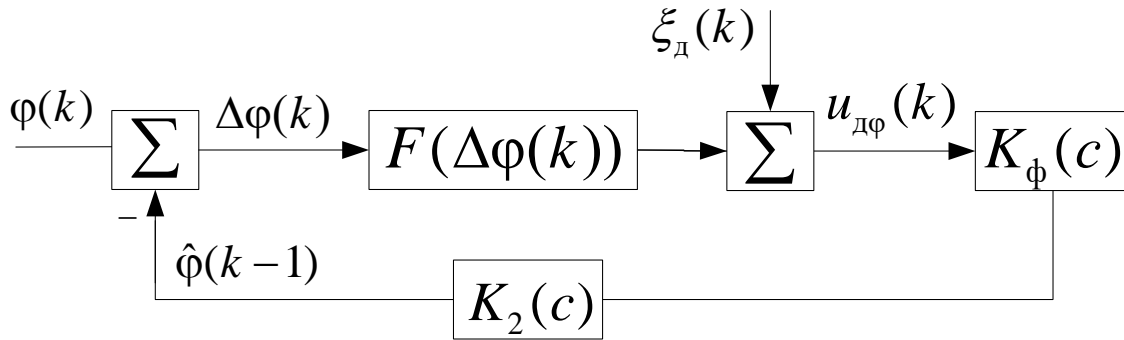 ξ_д(k)
φ(k)
Σ
Δφ(k)
F(Δφ(k))
Σ
u_дφ(k)
K_ф(c)
−
φ̂(k−1)
K_2(c)